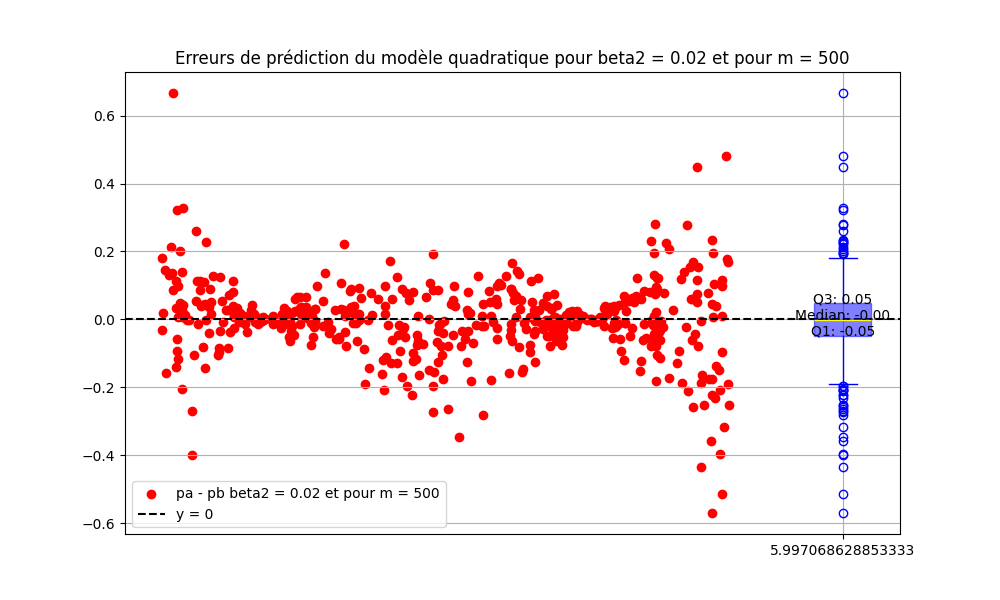 Erreurs de prédiction du modèle quadratique pour beta2 = 0.02 et pour m = 500
0.6
0.4
0.2
Q3: 0.05
Median: -0.00
0.0
Q1: -0.05
−0.2
−0.4
−0.6
pa - pb beta2 = 0.02 et pour m = 500
y = 0
5.997068628853333